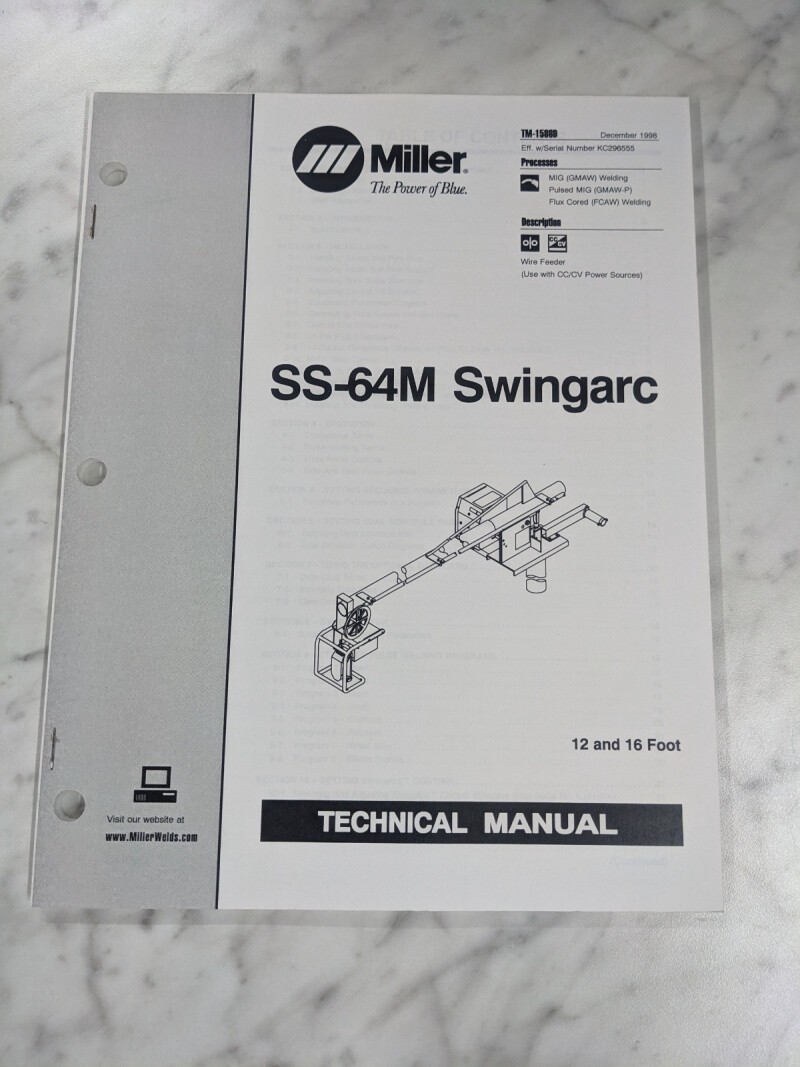 Miller®
The Power of Blue.
December 1998
Eff. w/Serial Number KC296555
Processes
MIG (GMAW) Welding
Pulsed MIG (GMAW-P)
Flux Cored (FCAW) Welding
Description
CC
CV
Wire Feeder
(Use with CC/CV Power Sources)
SS-64M Swingarc
12 and 16 Foot
TECHNICAL MANUAL
Visit our website at
www.MillerWelds.com